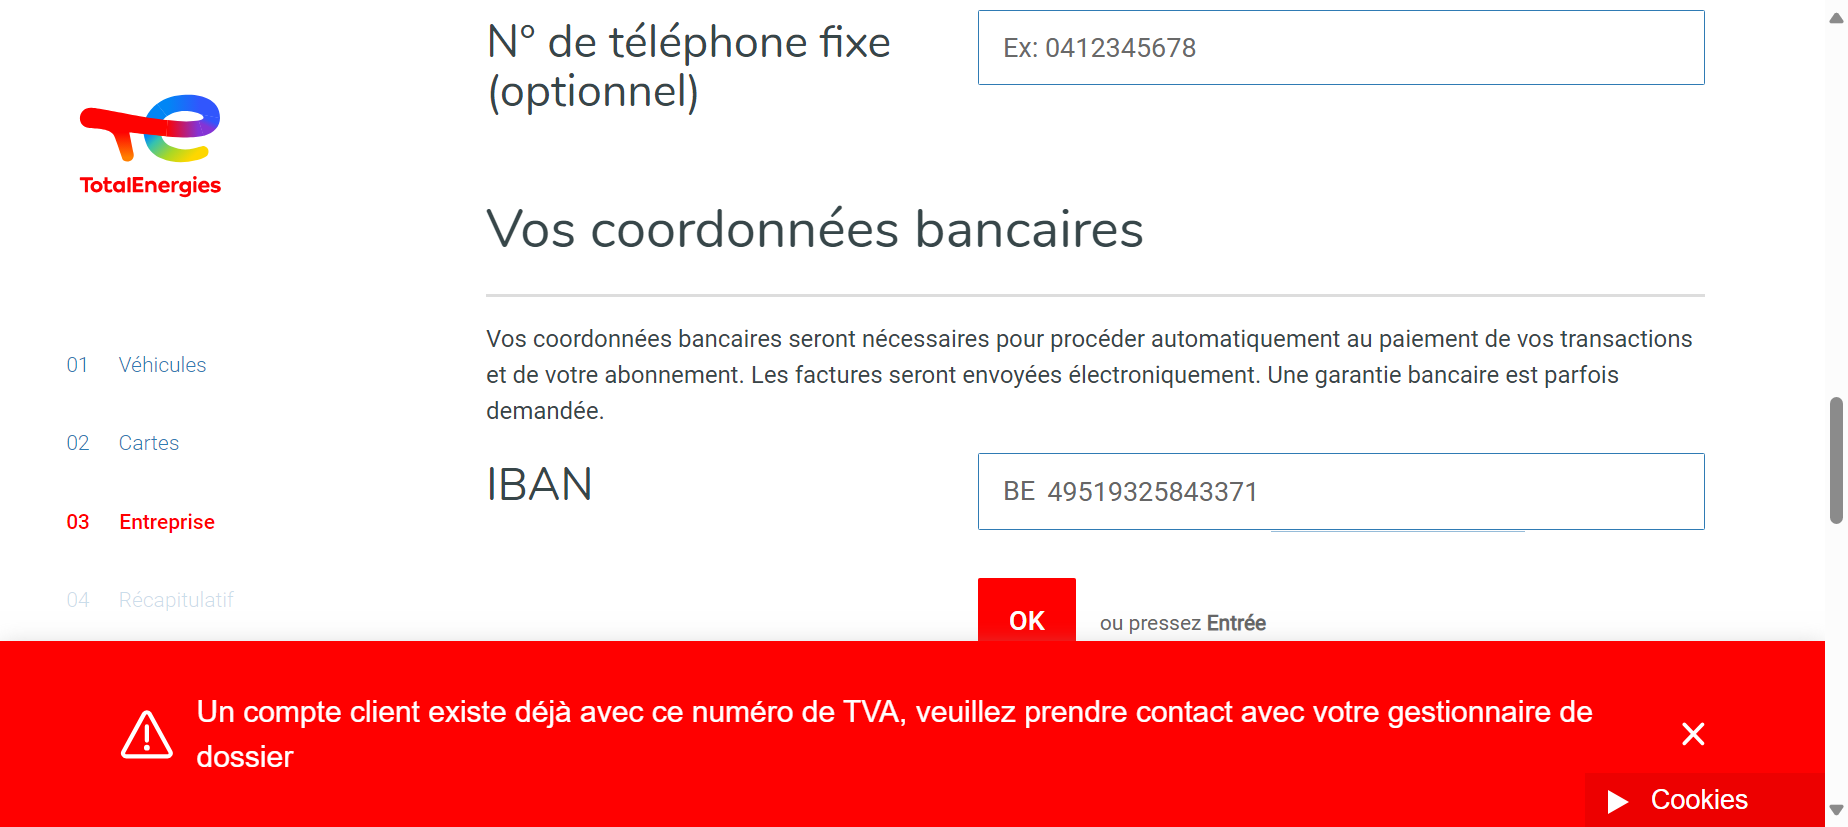 N° de téléphone fixe
(optionnel)
Ex: 0412345678
TotalEnergies
Vos coordonnées bancaires
Vos coordonnées bancaires seront nécessaires pour procéder automatiquement au paiement de vos transactions
et de votre abonnement. Les factures seront envoyées électroniquement. Une garantie bancaire est parfois
demandée.
01 Véhicules
02 Cartes
03 Entreprise
04 Récapitulatif
IBAN
BE 49519325843371
OK ou pressez Entrée
Un compte client existe déjà avec ce numéro de TVA, veuillez prendre contact avec votre gestionnaire de
dossier
Cookies